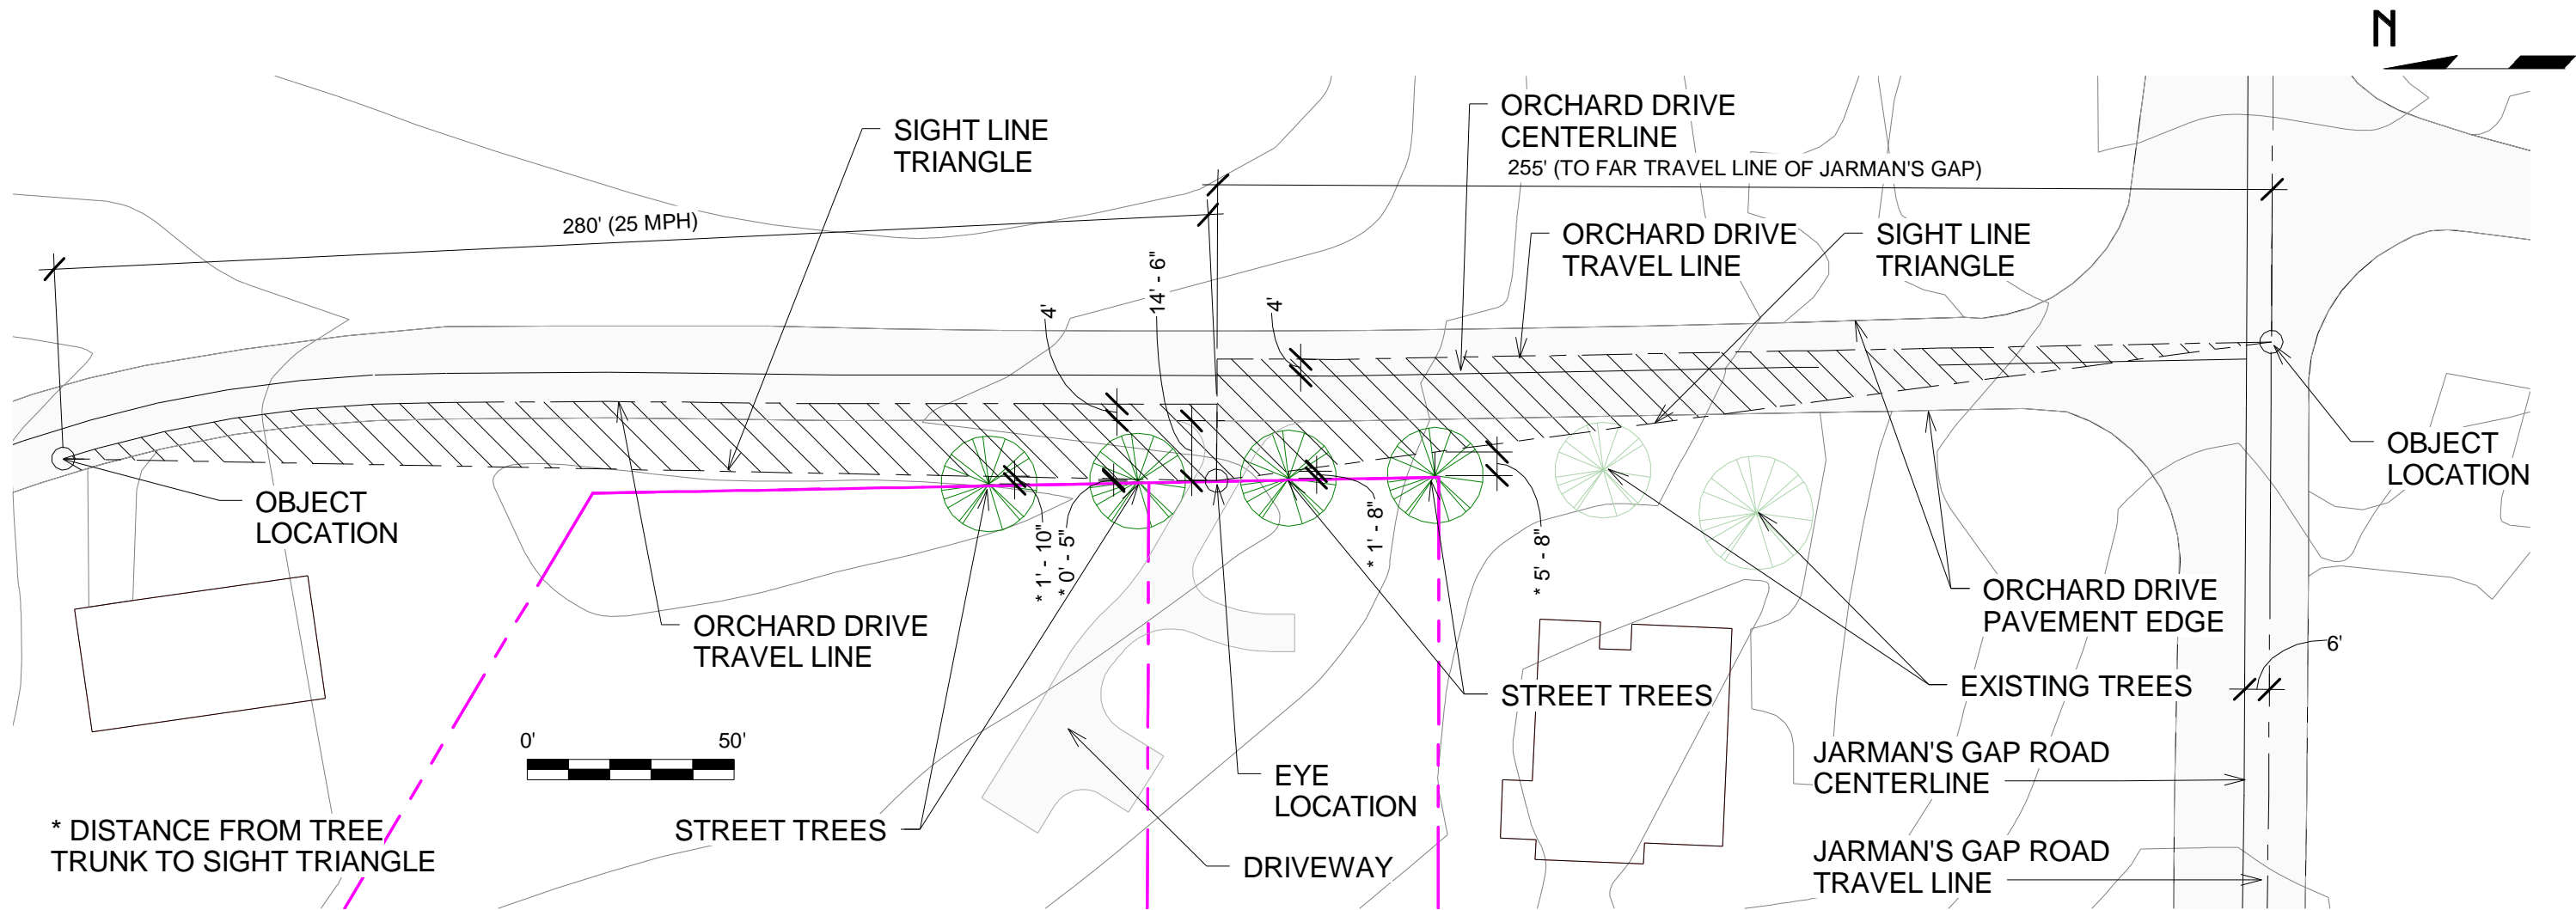 N
ORCHARD DRIVE
CENTERLINE
SIGHT LINE
TRIANGLE
255' (TO FAR TRAVEL LINE OF JARMAN'S GAP)
280' (25 MPH)
ORCHARD DRIVE
TRAVEL LINE
SIGHT LINE
TRIANGLE
4'
14' - 6"
4'
OBJECT
LOCATION
OBJECT
LOCATION
* 1' - 10"
* 0' - 5"
* 1' - 8"
* 5' - 8"
ORCHARD DRIVE
PAVEMENT EDGE
ORCHARD DRIVE
TRAVEL LINE
6'
STREET TREES
EXISTING TREES
0'
50'
JARMAN'S GAP ROAD
CENTERLINE
EYE
LOCATION
* DISTANCE FROM TREE
TRUNK TO SIGHT TRIANGLE
STREET TREES
DRIVEWAY
JARMAN'S GAP ROAD
TRAVEL LINE